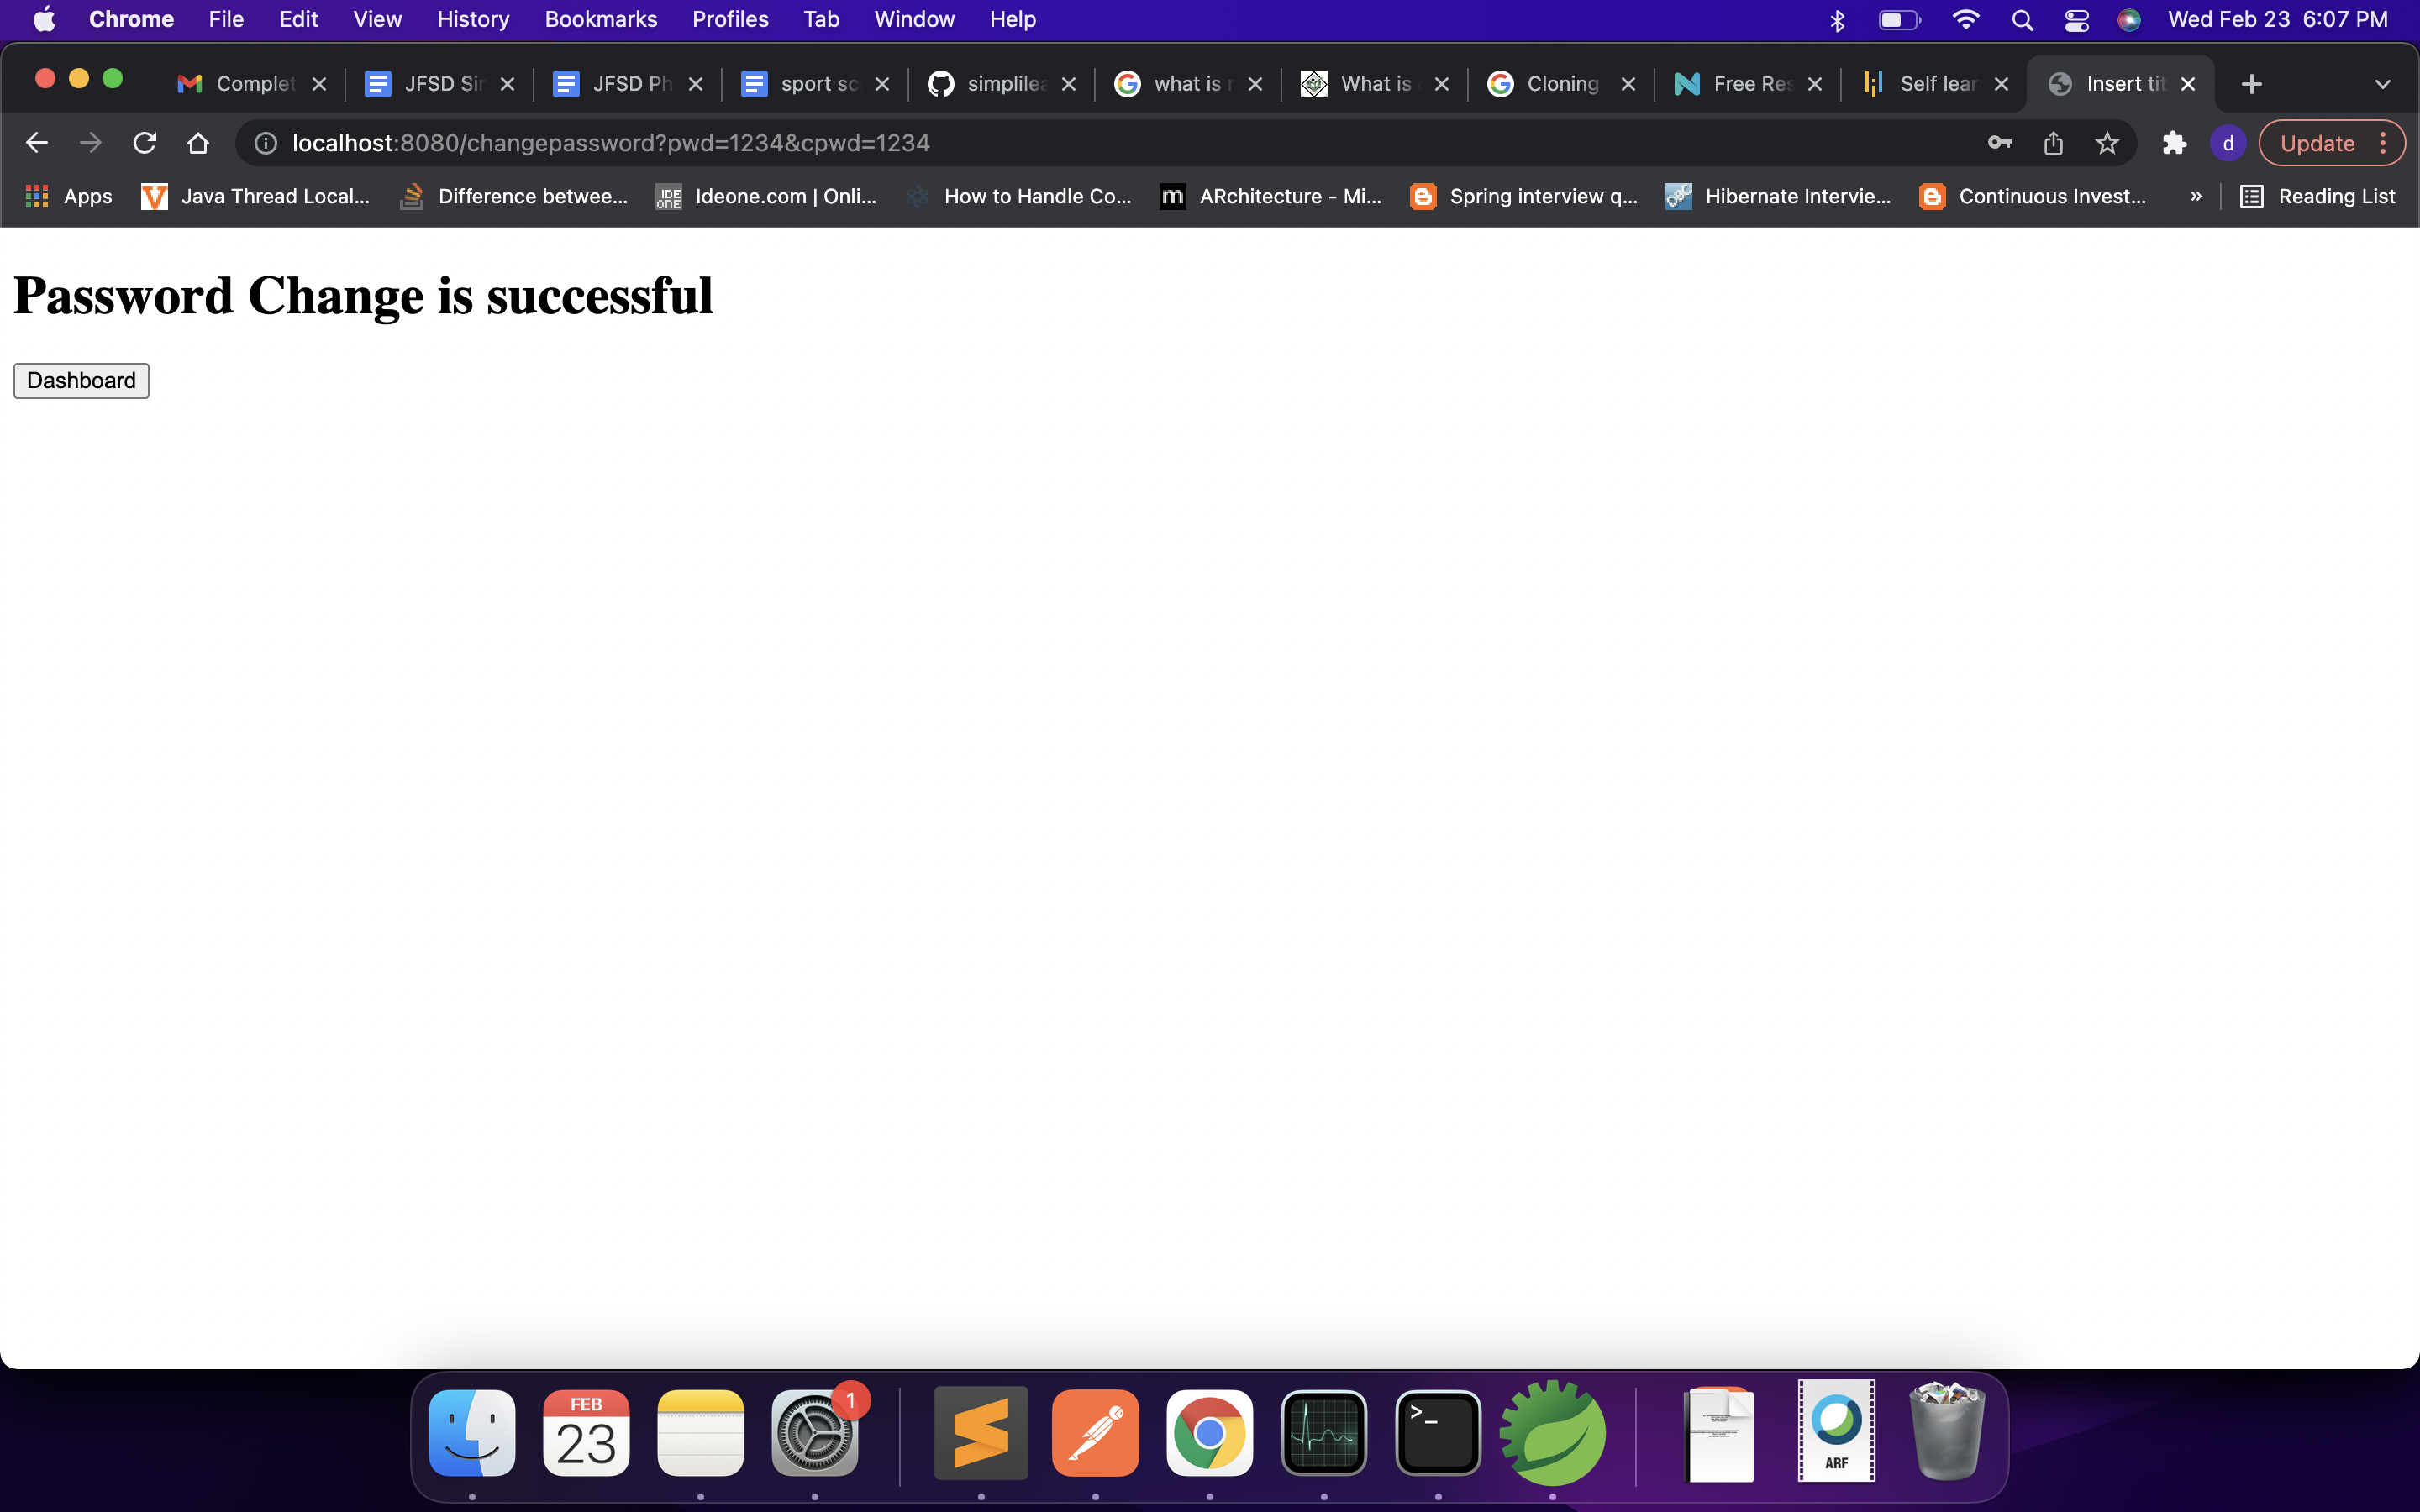 Chrome File Edit View History Bookmarks Profiles Tab Window Help Wed Feb 23 6:07 PM
Complet JFSD Sir JFSD Ph sport sc simplilea what is r What is Cloning Free Res Self lear Insert tit
localhost:8080/changepassword?pwd=1234&cpwd=1234 d Update
Apps Java Thread Local... Difference betwee... IDE ONE Ideone.com | Onli... How to Handle Co... m ARchitecture - Mi... Spring interview q... Hibernate Intervie... Continuous Invest... » Reading List
Password Change is successful
Dashboard
1
FEB
23
>_
ARF